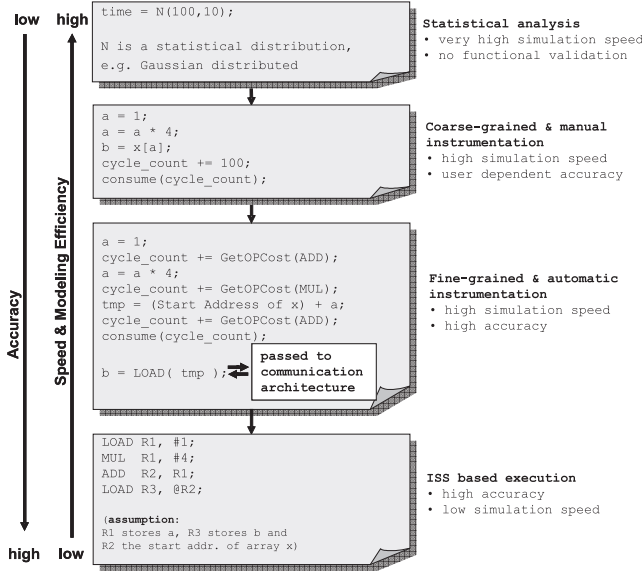 low
high
time = N(100,10);
N is a statistical distribution,
e.g. Gaussian distributed
Statistical analysis
• very high simulation speed
• no functional validation
a = 1;
a = a * 4;
b = x[a];
cycle_count += 100;
consume(cycle_count);
Coarse-grained & manual
instrumentation
• high simulation speed
• user dependent accuracy
Accuracy
Speed & Modeling Efficiency
a = 1;
cycle_count += GetOPCost(ADD);
a = a * 4;
cycle_count += GetOPCost(MUL);
tmp = (Start Address of x) + a;
cycle_count += GetOPCost(ADD);
consume(cycle_count);
b = LOAD( tmp );
passed to
communication
architecture
Fine-grained & automatic
instrumentation
• high simulation speed
• high accuracy
LOAD R1, #1;
MUL  R1, #4;
ADD  R2, R1;
LOAD R3, @R2;
(assumption:
R1 stores a, R3 stores b and
R2 the start addr. of array x)
ISS based execution
• high accuracy
• low simulation speed
high
low